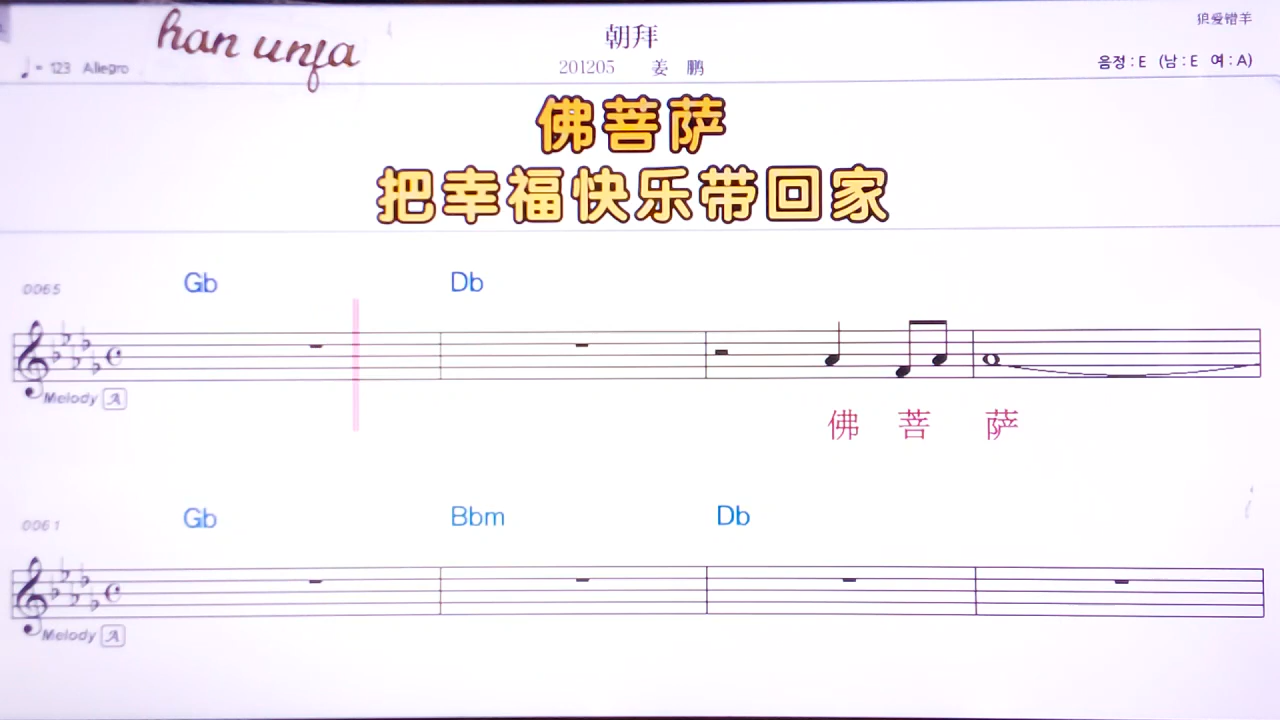 han unfa
朝拜
狼爱错羊
♩ = 123 Allegro
201205 姜 鹏
음정 : E (남 : E 여 : A)
佛菩萨
把幸福快乐带回家
0065
Gb Db
Melody A
佛 菩 萨
0061
Gb Bbm Db
Melody A